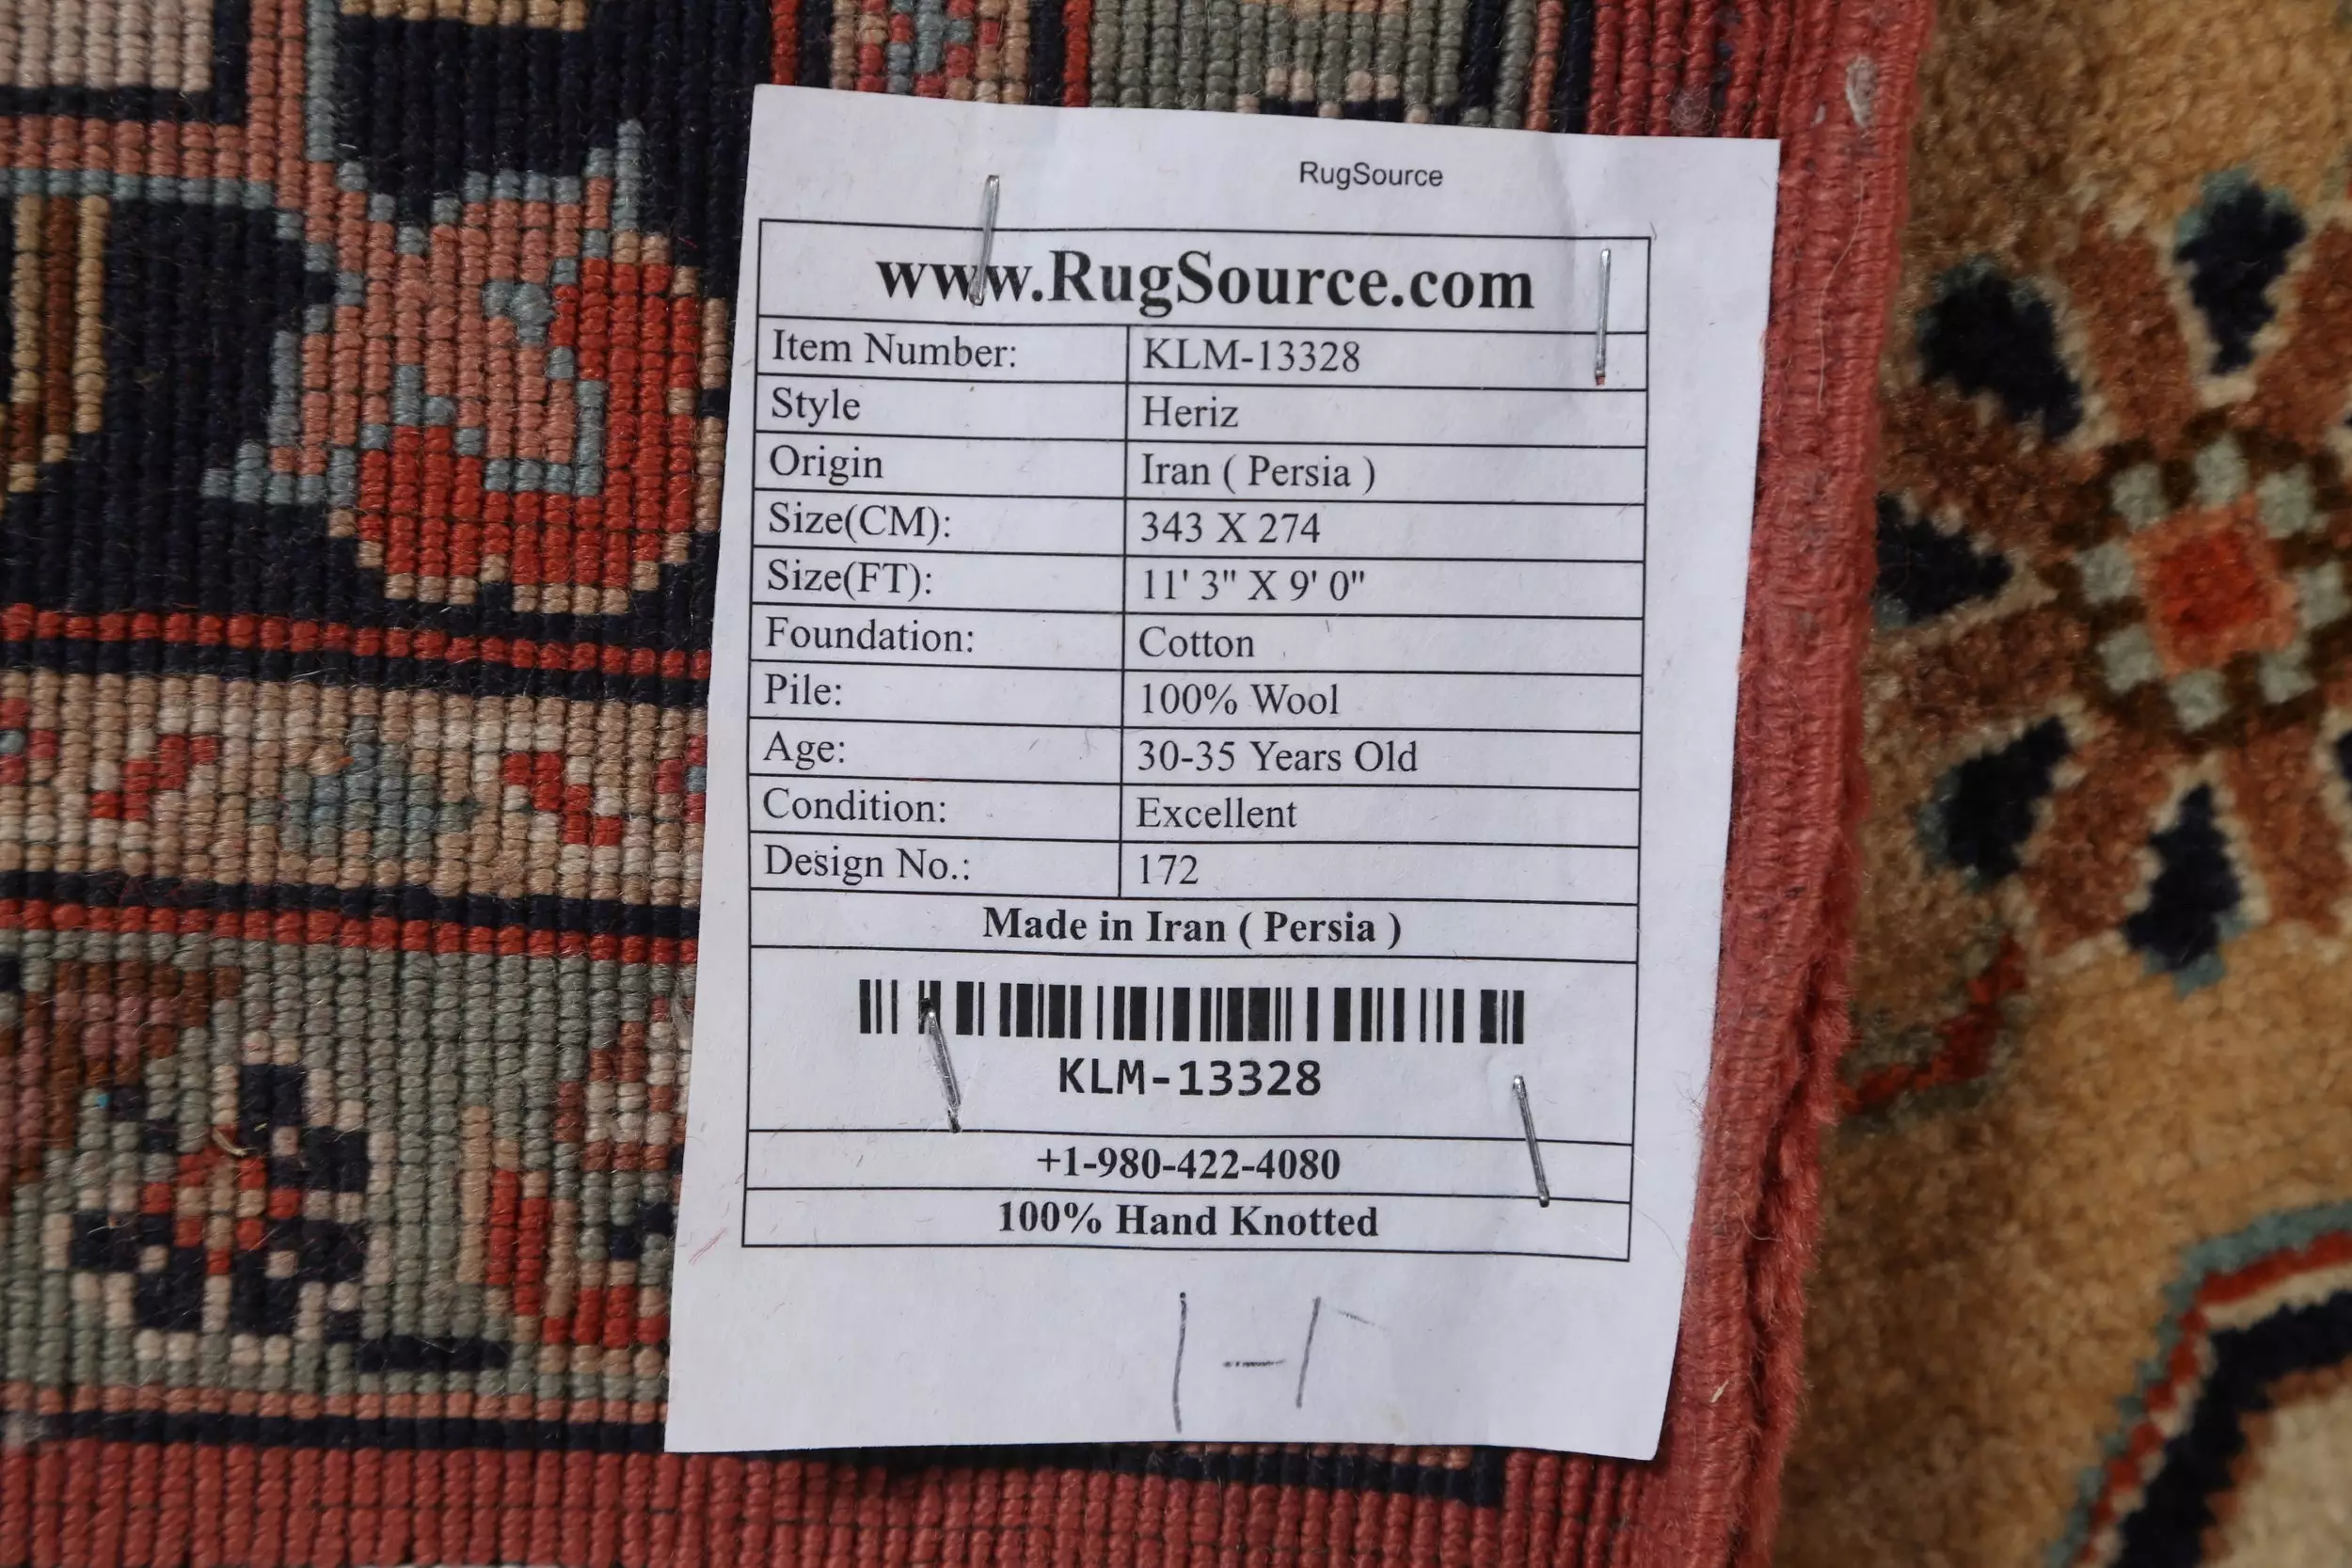 RugSource
www.RugSource.com
Item Number: KLM-13328
Style Heriz
Origin Iran ( Persia )
Size(CM): 343 X 274
Size(FT): 11' 3" X 9' 0"
Foundation: Cotton
Pile: 100% Wool
Age: 30-35 Years Old
Condition: Excellent
Design No.: 172
Made in Iran ( Persia )
KLM-13328
+1-980-422-4080
100% Hand Knotted